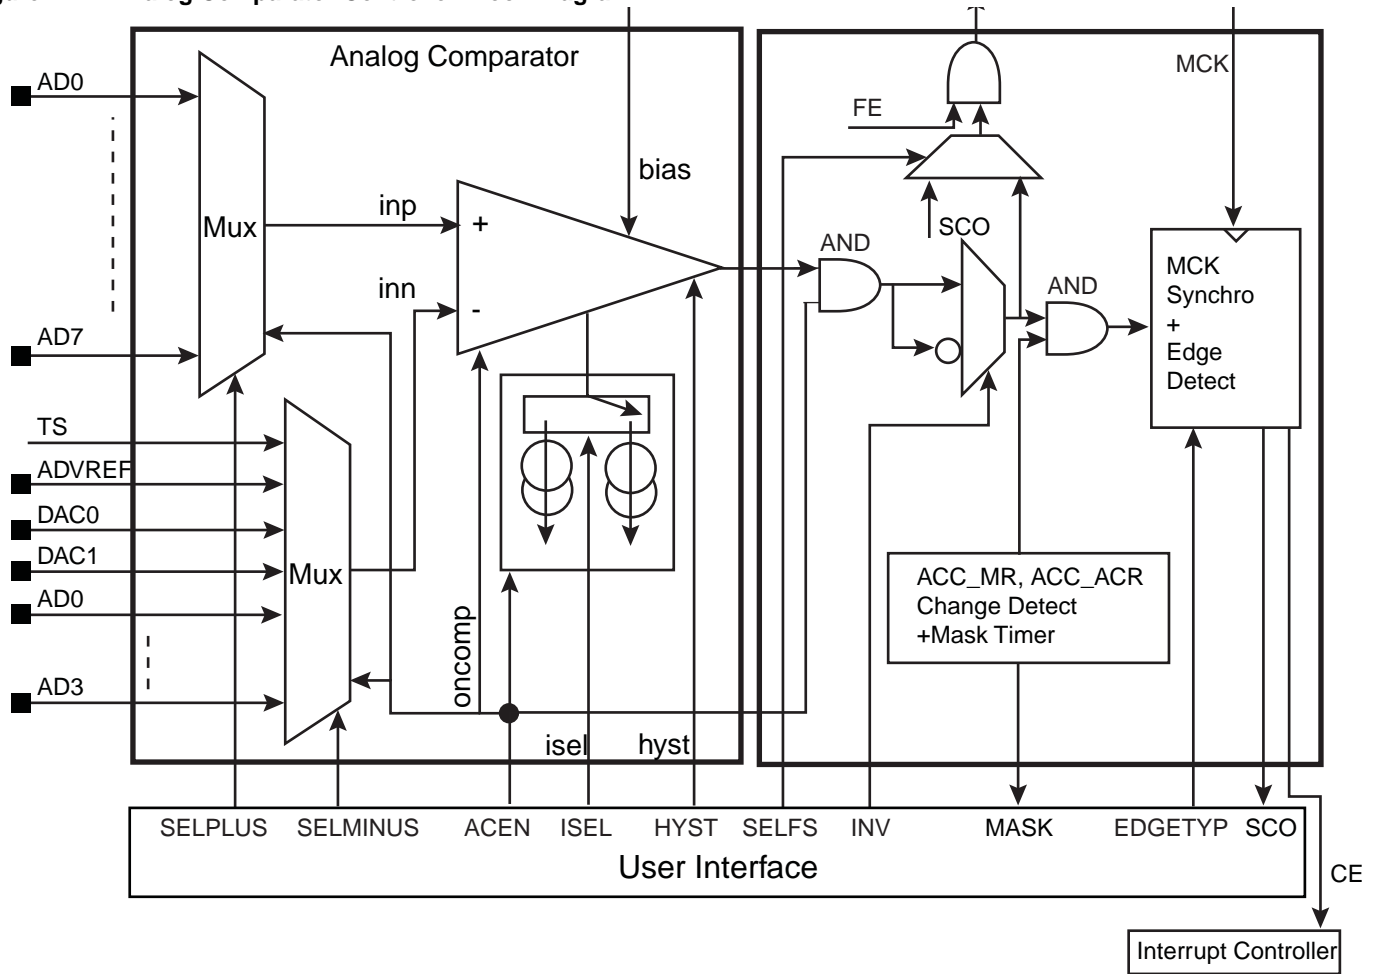 Analog Comparator
MCK
AD0
FE
bias
inp
Mux
+
SCO
AND
MCK
Synchro
+
Edge
Detect
AND
inn
-
AD7
TS
ADVREF
DAC0
DAC1
Mux
AD0
AD3
oncomp
ACC_MR, ACC_ACR
Change Detect
+Mask Timer
isel
hyst
SELPLUS SELMINUS ACEN ISEL HYST SELFS INV MASK EDGETYP SCO
User Interface
CE
Interrupt Controller